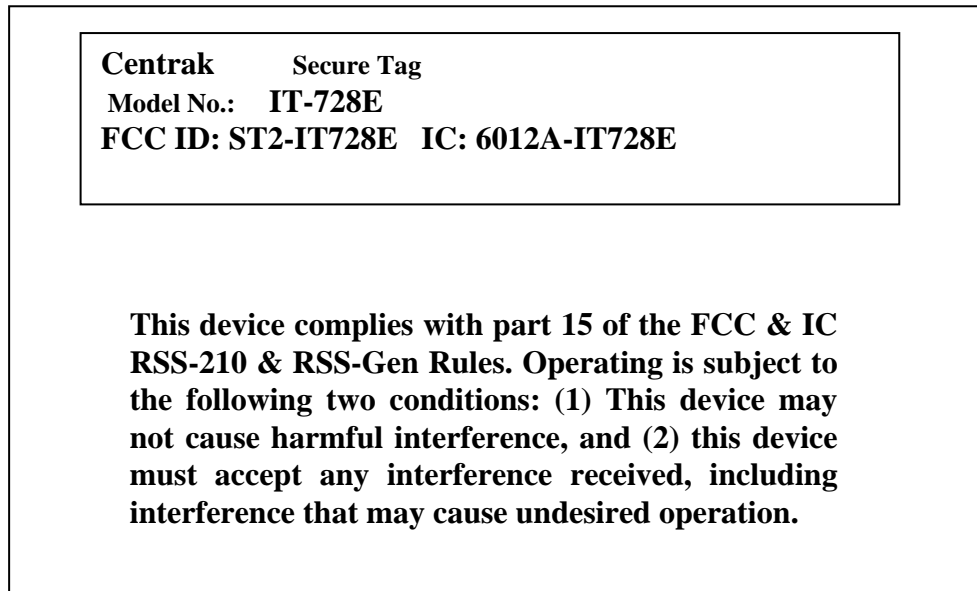 Centrak Secure Tag
Model No.: IT-728E
FCC ID: ST2-IT728E IC: 6012A-IT728E
This device complies with part 15 of the FCC & IC
RSS-210 & RSS-Gen Rules. Operating is subject to
the following two conditions: (1) This device may
not cause harmful interference, and (2) this device
must accept any interference received, including
interference that may cause undesired operation.